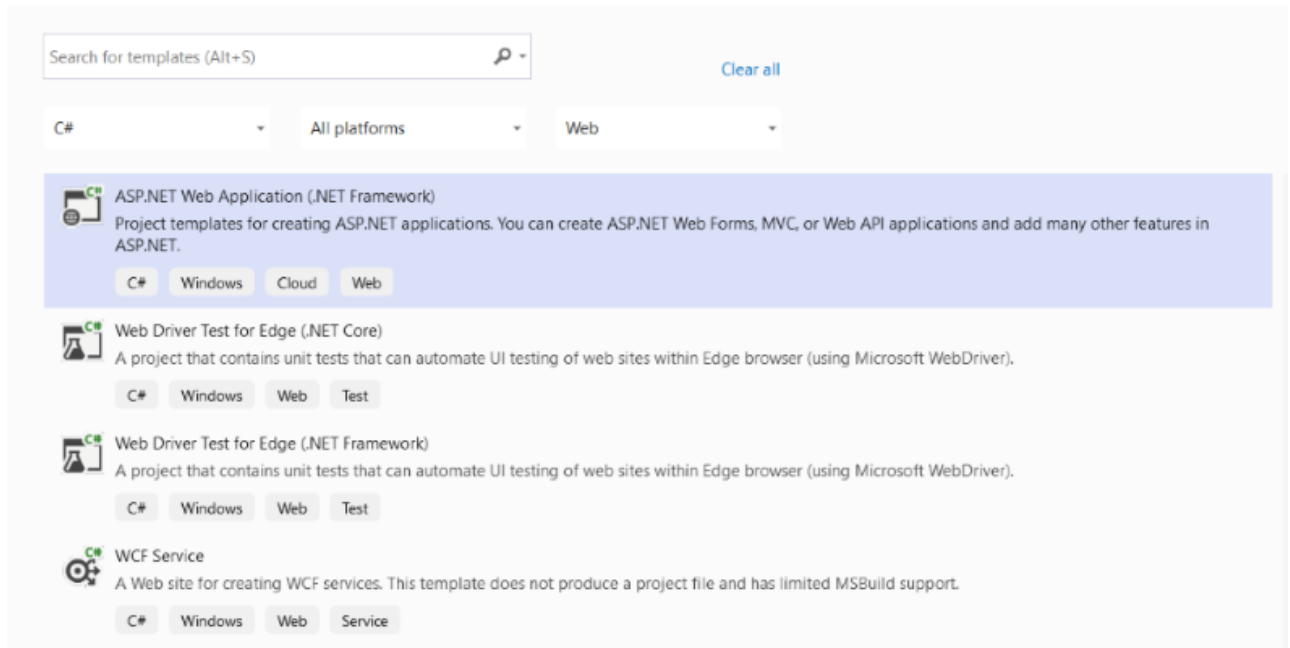 Search for templates (Alt+S)
Clear all
C#
All platforms
Web
C#
ASP.NET Web Application (.NET Framework)
Project templates for creating ASP.NET applications. You can create ASP.NET Web Forms, MVC, or Web API applications and add many other features in
ASP.NET.
C# Windows Cloud Web
C#
Web Driver Test for Edge (.NET Core)
A project that contains unit tests that can automate UI testing of web sites within Edge browser (using Microsoft WebDriver).
C# Windows Web Test
C#
Web Driver Test for Edge (.NET Framework)
A project that contains unit tests that can automate UI testing of web sites within Edge browser (using Microsoft WebDriver).
C# Windows Web Test
C#
WCF Service
A Web site for creating WCF services. This template does not produce a project file and has limited MSBuild support.
C# Windows Web Service